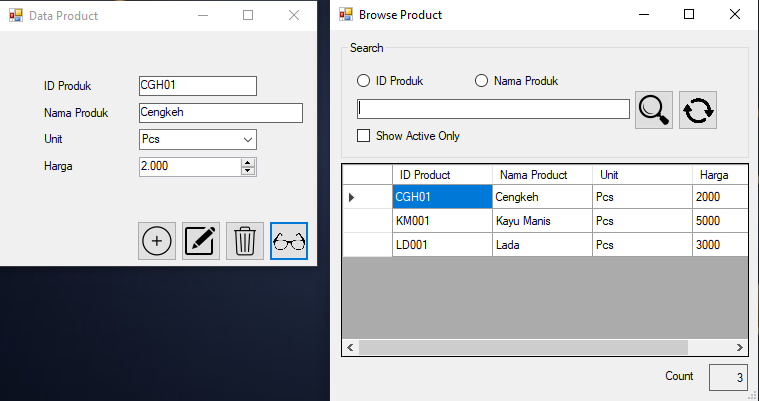 Data Product
ID Produk CGH01
Nama Produk Cengkeh
Unit Pcs
Harga 2.000
Browse Product
Search
ID Produk Nama Produk
Show Active Only
ID Product Nama Product Unit Harga
CGH01 Cengkeh Pcs 2000
KM001 Kayu Manis Pcs 5000
LD001 Lada Pcs 3000
Count 3